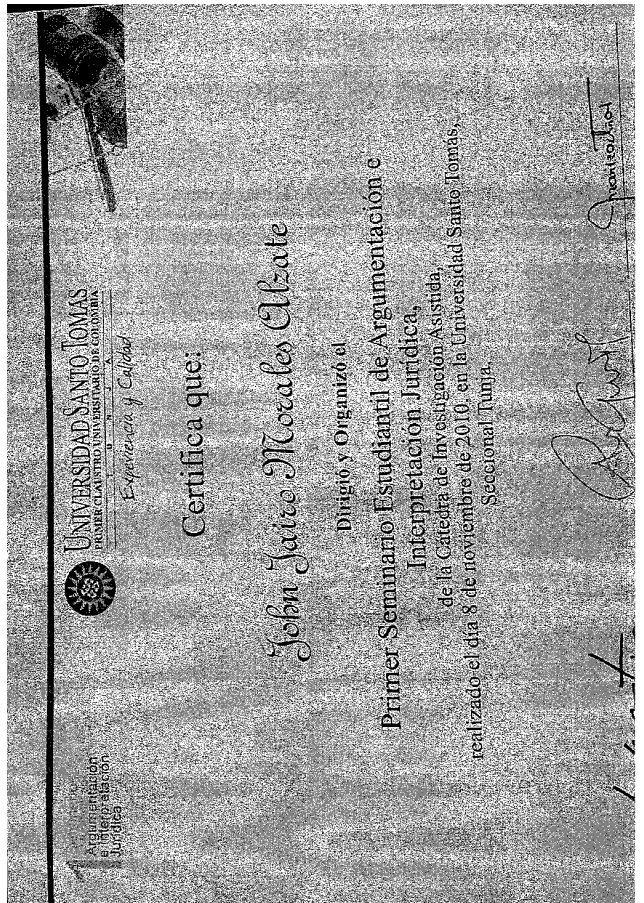 Argumentación
e Interpretación
Jurídica
UNIVERSIDAD SANTO TOMÁS
PRIMER CLAUSTRO UNIVERSITARIO DE COLOMBIA
T U N J A
Experiencia y Calidad
Certifica que:
John Jairo Morales Alzate
Dirigió y Organizó el
Primer Seminario Estudiantil de Argumentación e
Interpretación Jurídica,
de la Catedra de Investigación Asistida,
realizado el día 8 de noviembre de 2010, en la Universidad Santo Tomás,
Seccional Tunja.